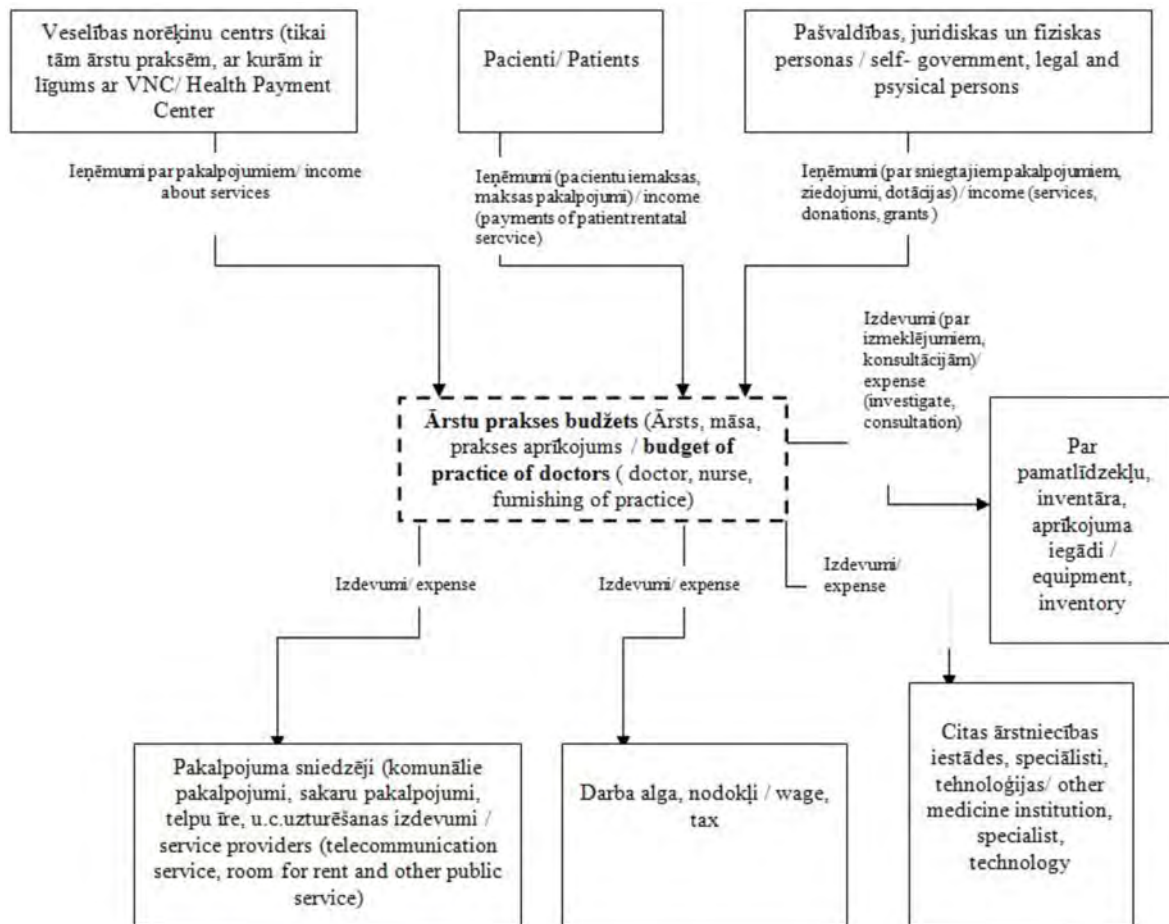 Veselības norēķinu centrs (tikai
tām ārstu praksēm, ar kurām ir
līgums ar VNC/ Health Payment
Center
Pacienti/ Patients
Pašvaldības, juridiskas un fiziskas
personas / self- government, legal and
psysical persons
Ieņēmumi par pakalpojumiem/ income
about services
Ieņēmumi (pacientu iemaksas,
maksas pakalpojumi)/ income
(payments of patient rentatal
sercvice)
Ieņēmumi (par sniegtajiem pakalpojumiem,
ziedojumi, dotācijas)/ income (services,
donations, grants )
Izdevumi (par
izmeklējumiem,
konsultācijām)/
expense
(investigate,
consultation)
Ārstu prakses budžets (Ārsts, māsa,
prakses aprīkojums / budget of
practice of doctors ( doctor, nurse,
furnishing of practice)
Par
pamatlīdzekļu,
inventāra,
aprīkojuma
iegādi /
equipment,
inventory
Izdevumi/ expense
Izdevumi/ expense
Izdevumi/
expense
Pakalpojuma sniedzēji (komunālie
pakalpojumi, sakaru pakalpojumi,
telpu īre, u.c.uzturēšanas izdevumi /
service providers (telecommunication
service, room for rent and other public
service)
Darba alga, nodokļi / wage,
tax
Citas ārstniecības
iestādes, speciālisti,
tehnoloģijas/ other
medicine institution,
specialist,
technology